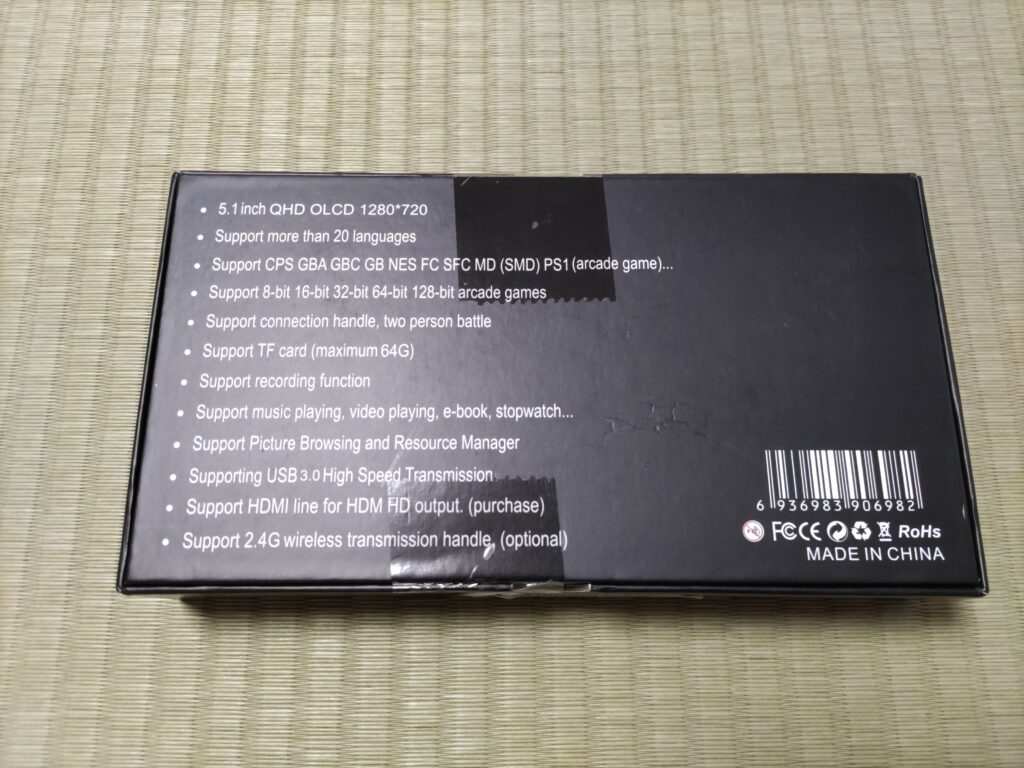 • 5.1 inch QHD OLCD 1280*720
• Support more than 20 languages
• Support CPS GBA GBC GB NES FC SFC MD (SMD) PS1 (arcade game)...
• Support 8-bit 16-bit 32-bit 64-bit 128-bit arcade games
• Support connection handle, two person battle
• Support TF card (maximum 64G)
• Support recording function
• Support music playing, video playing, e-book, stopwatch...
• Support Picture Browsing and Resource Manager
• Supporting USB 3.0 High Speed Transmission
• Support HDMI line for HDM HD output. (purchase)
• Support 2.4G wireless transmission handle, (optional)
6 936983 906982
FC CE RoHs
MADE IN CHINA